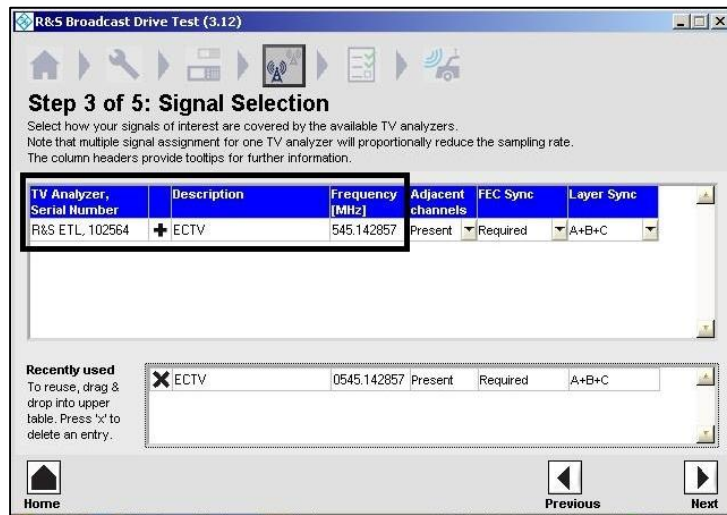 R&S Broadcast Drive Test (3.12)
Step 3 of 5: Signal Selection
Select how your signals of interest are covered by the available TV analyzers.
Note that multiple signal assignment for one TV analyzer will proportionally reduce the sampling rate.
The column headers provide tooltips for further information.
TV Analyzer, Serial Number Description Frequency [MHz] Adjacent channels FEC Sync Layer Sync
R&S ETL, 102564 ECTV 545.142857 Present Required A+B+C
Recently used
To reuse, drag &
drop into upper
table. Press 'x' to
delete an entry.
ECTV 0545.142857 Present Required A+B+C
Home Previous Next